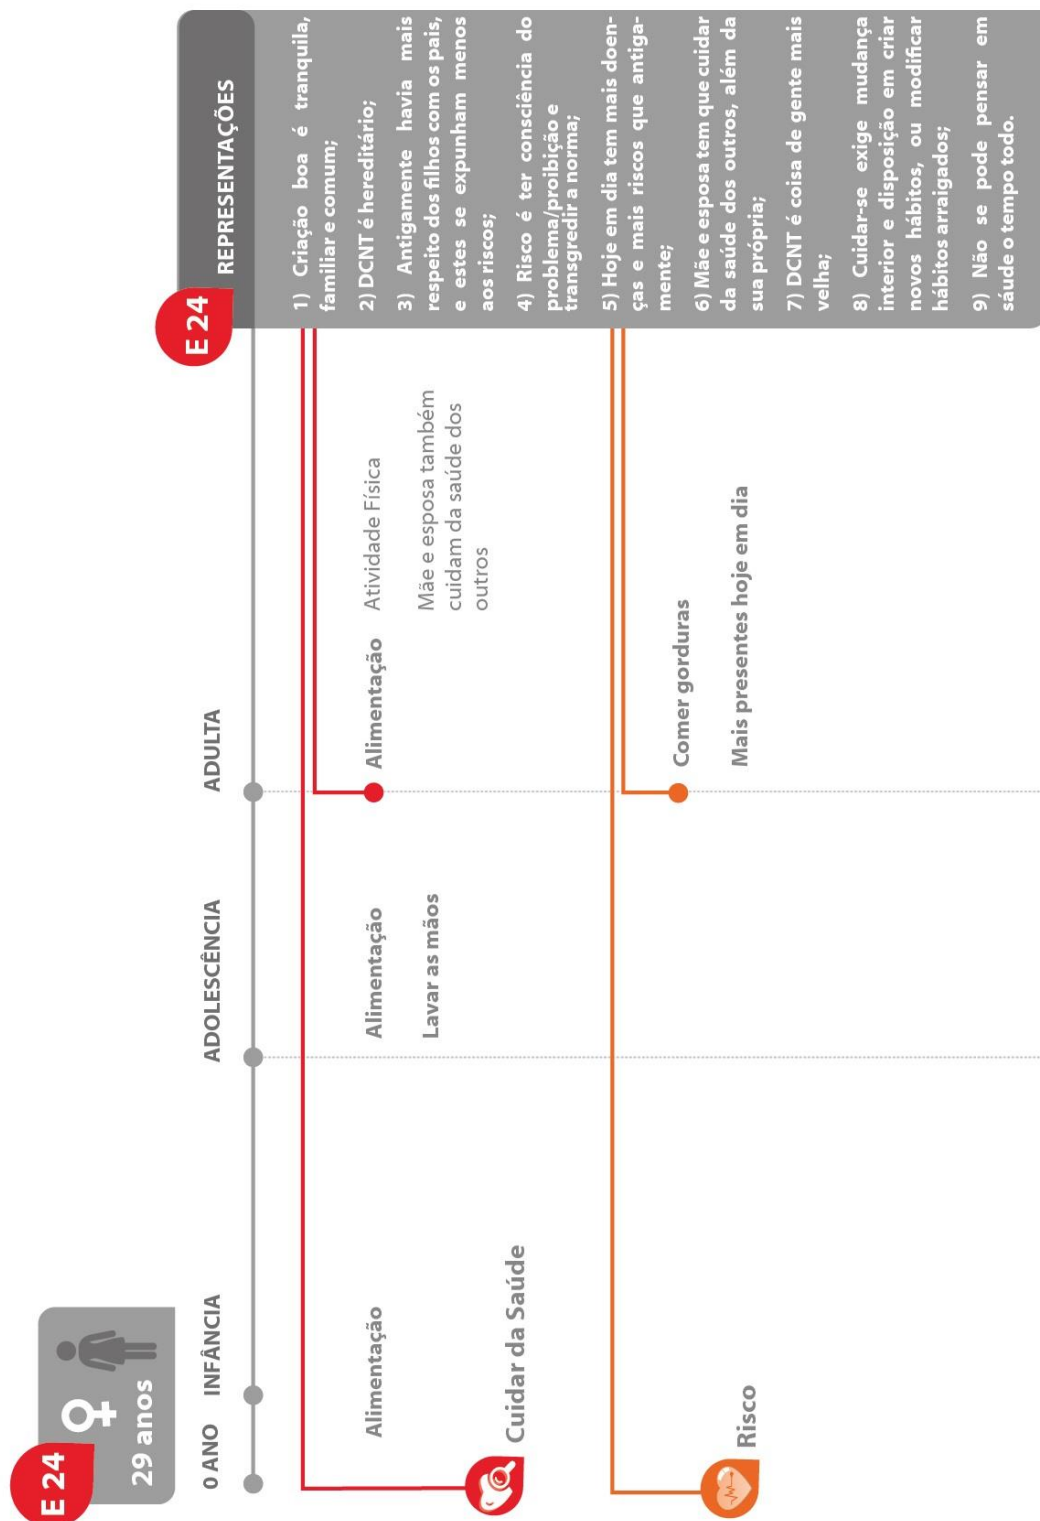 E 24
29 anos
0 ANO
INFÂNCIA
ADOLESCÊNCIA
ADULTA
E 24
REPRESENTAÇÕES
Alimentação
Alimentação
Lavar as mãos
Alimentação
Atividade Física
Mãe e esposa também
cuidam da saúde dos
outros
Cuidar da Saúde
Comer gorduras
Mais presentes hoje em dia
Risco
1) Criação boa é tranquila,
familiar e comum;
2) DCNT é hereditário;
3) Antigamente havia mais
respeito dos filhos com os pais,
e estes se expunham menos
aos riscos;
4) Risco é ter consciência do
problema/proibição e
transgredir a norma;
5) Hoje em dia tem mais doen-
ças e mais riscos que antiga-
mente;
6) Mãe e esposa tem que cuidar
da saúde dos outros, além da
sua própria;
7) DCNT é coisa de gente mais
velha;
8) Cuidar-se exige mudança
interior e disposição em criar
novos hábitos, ou modificar
hábitos arraigados;
9) Não se pode pensar em
sáude o tempo todo.